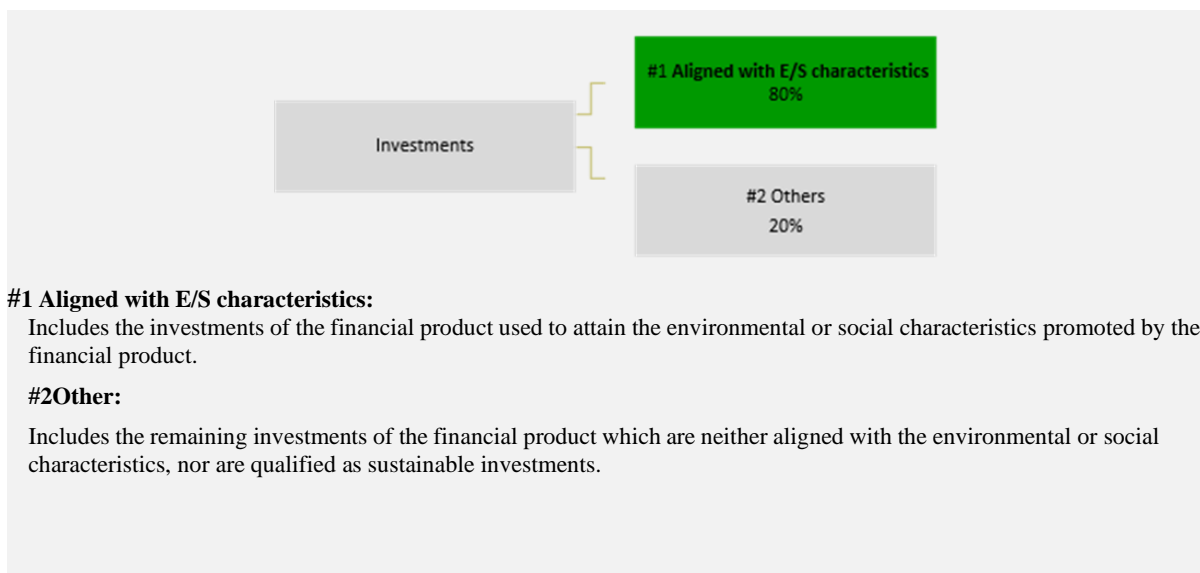 #1 Aligned with E/S characteristics
80%
Investments
#2 Others
20%
#1 Aligned with E/S characteristics:
Includes the investments of the financial product used to attain the environmental or social characteristics promoted by the
financial product.
#2Other:
Includes the remaining investments of the financial product which are neither aligned with the environmental or social
characteristics, nor are qualified as sustainable investments.